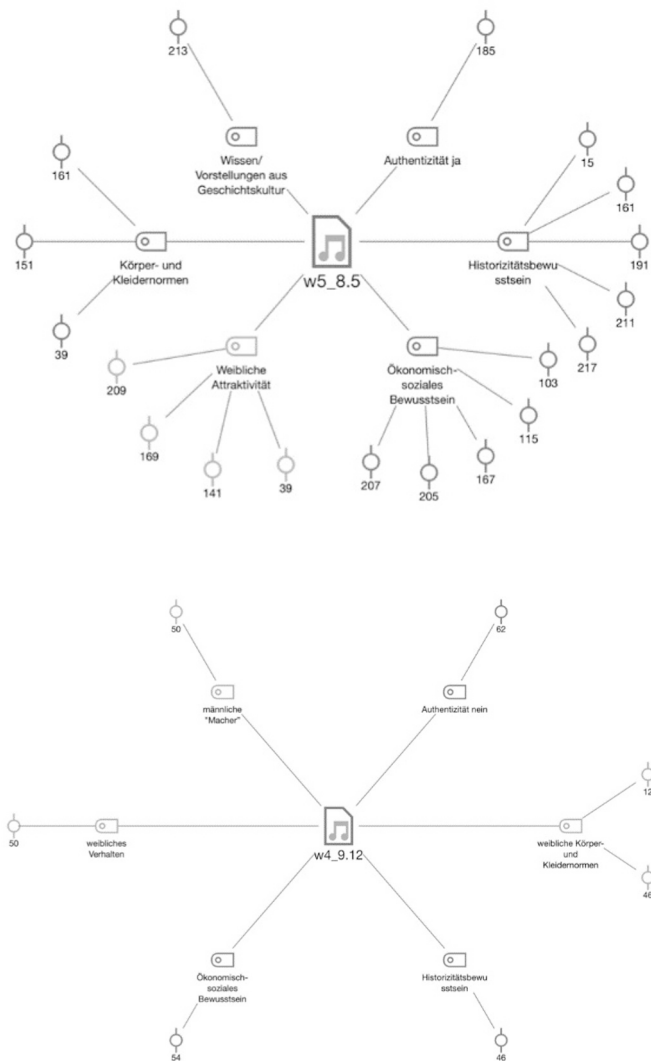 213
185
Wissen/
Vorstellungen aus
Geschichtskultur
Authentizität ja
15
161
161
151
Körper- und
Kleidernormen
w5_8.5
Historizitätsbewu
sstsein
191
211
39
209
Weibliche
Attraktivität
Ökonomisch-
soziales
Bewusstsein
103
217
115
169
141
39
207
205
167
50
62
männliche
"Macher"
Authentizität nein
12
50
weibliches
Verhalten
w4_9.12
weibliche Körper-
und
Kleidernormen
46
Ökonomisch-
soziales
Bewusstsein
Historizitätsbewu
sstsein
54
46